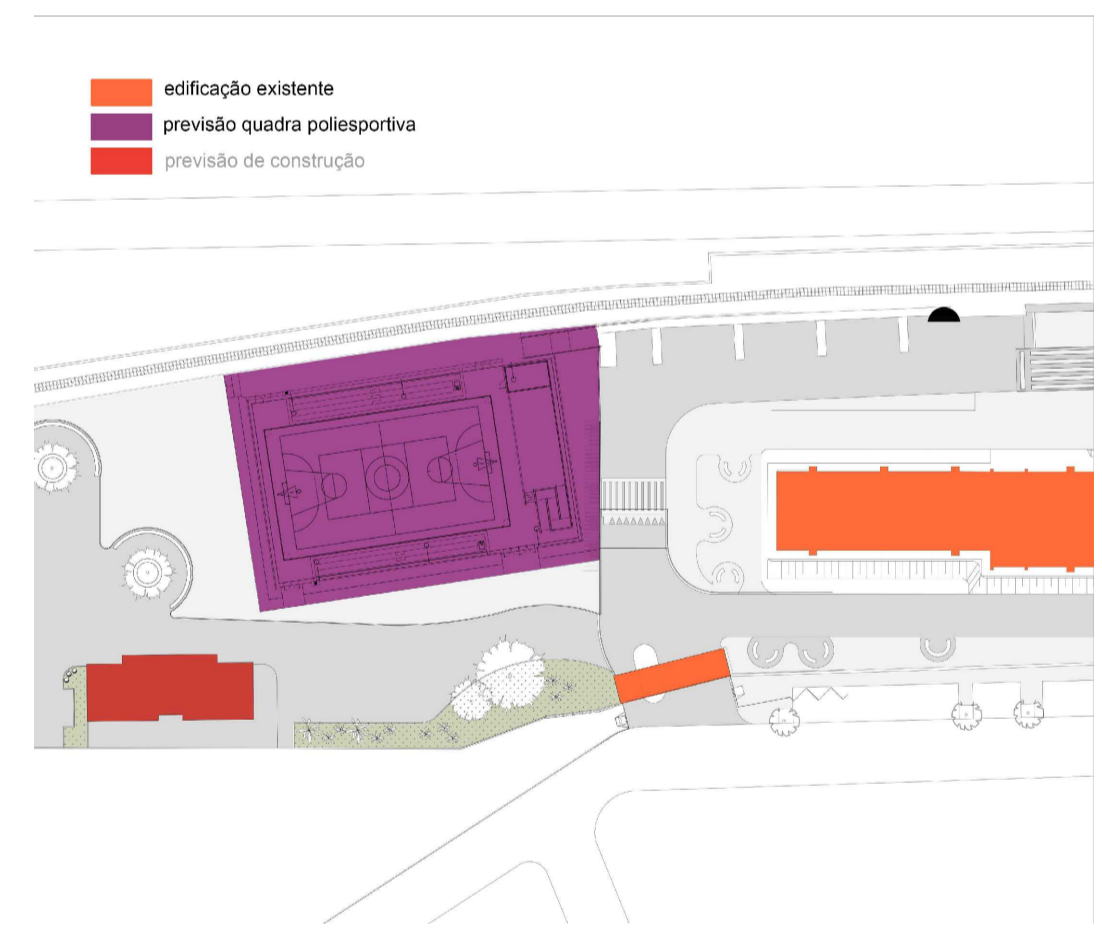 edificação existente
previsão quadra poliesportiva
previsão de construção